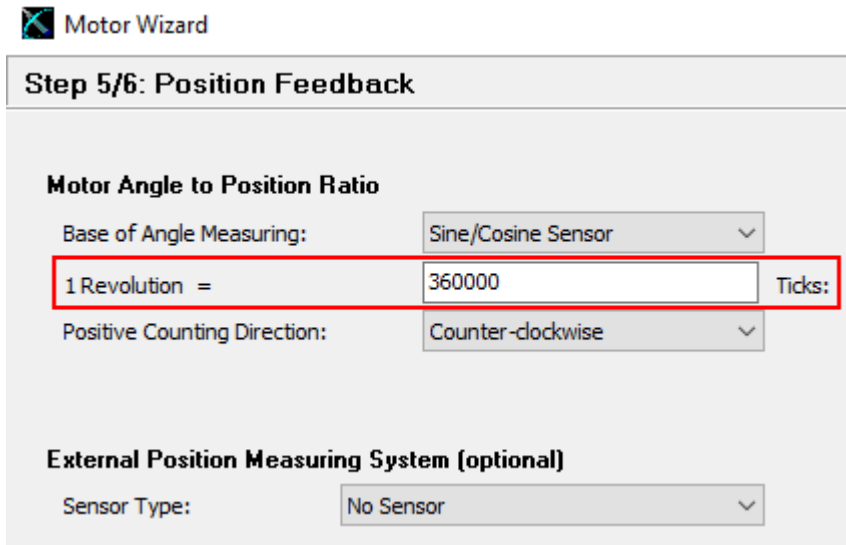 Motor Wizard
Step 5/6: Position Feedback
Motor Angle to Position Ratio
Base of Angle Measuring: Sine/Cosine Sensor
1 Revolution = 360000 Ticks:
Positive Counting Direction: Counter-clockwise
External Position Measuring System (optional)
Sensor Type: No Sensor